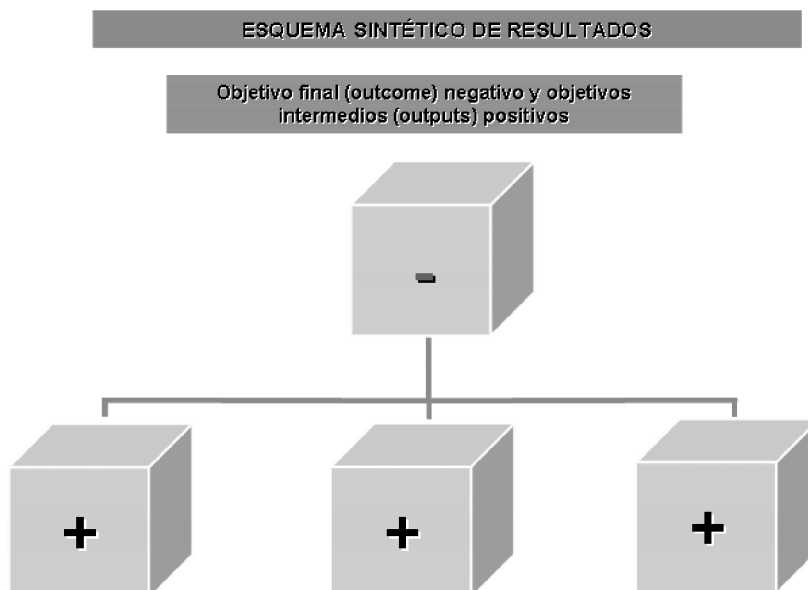 ESQUEMA SINTÉTICO DE RESULTADOS
Objetivo final (outcome) negativo y objetivos
intermedios (outputs) positivos
-
+ + +